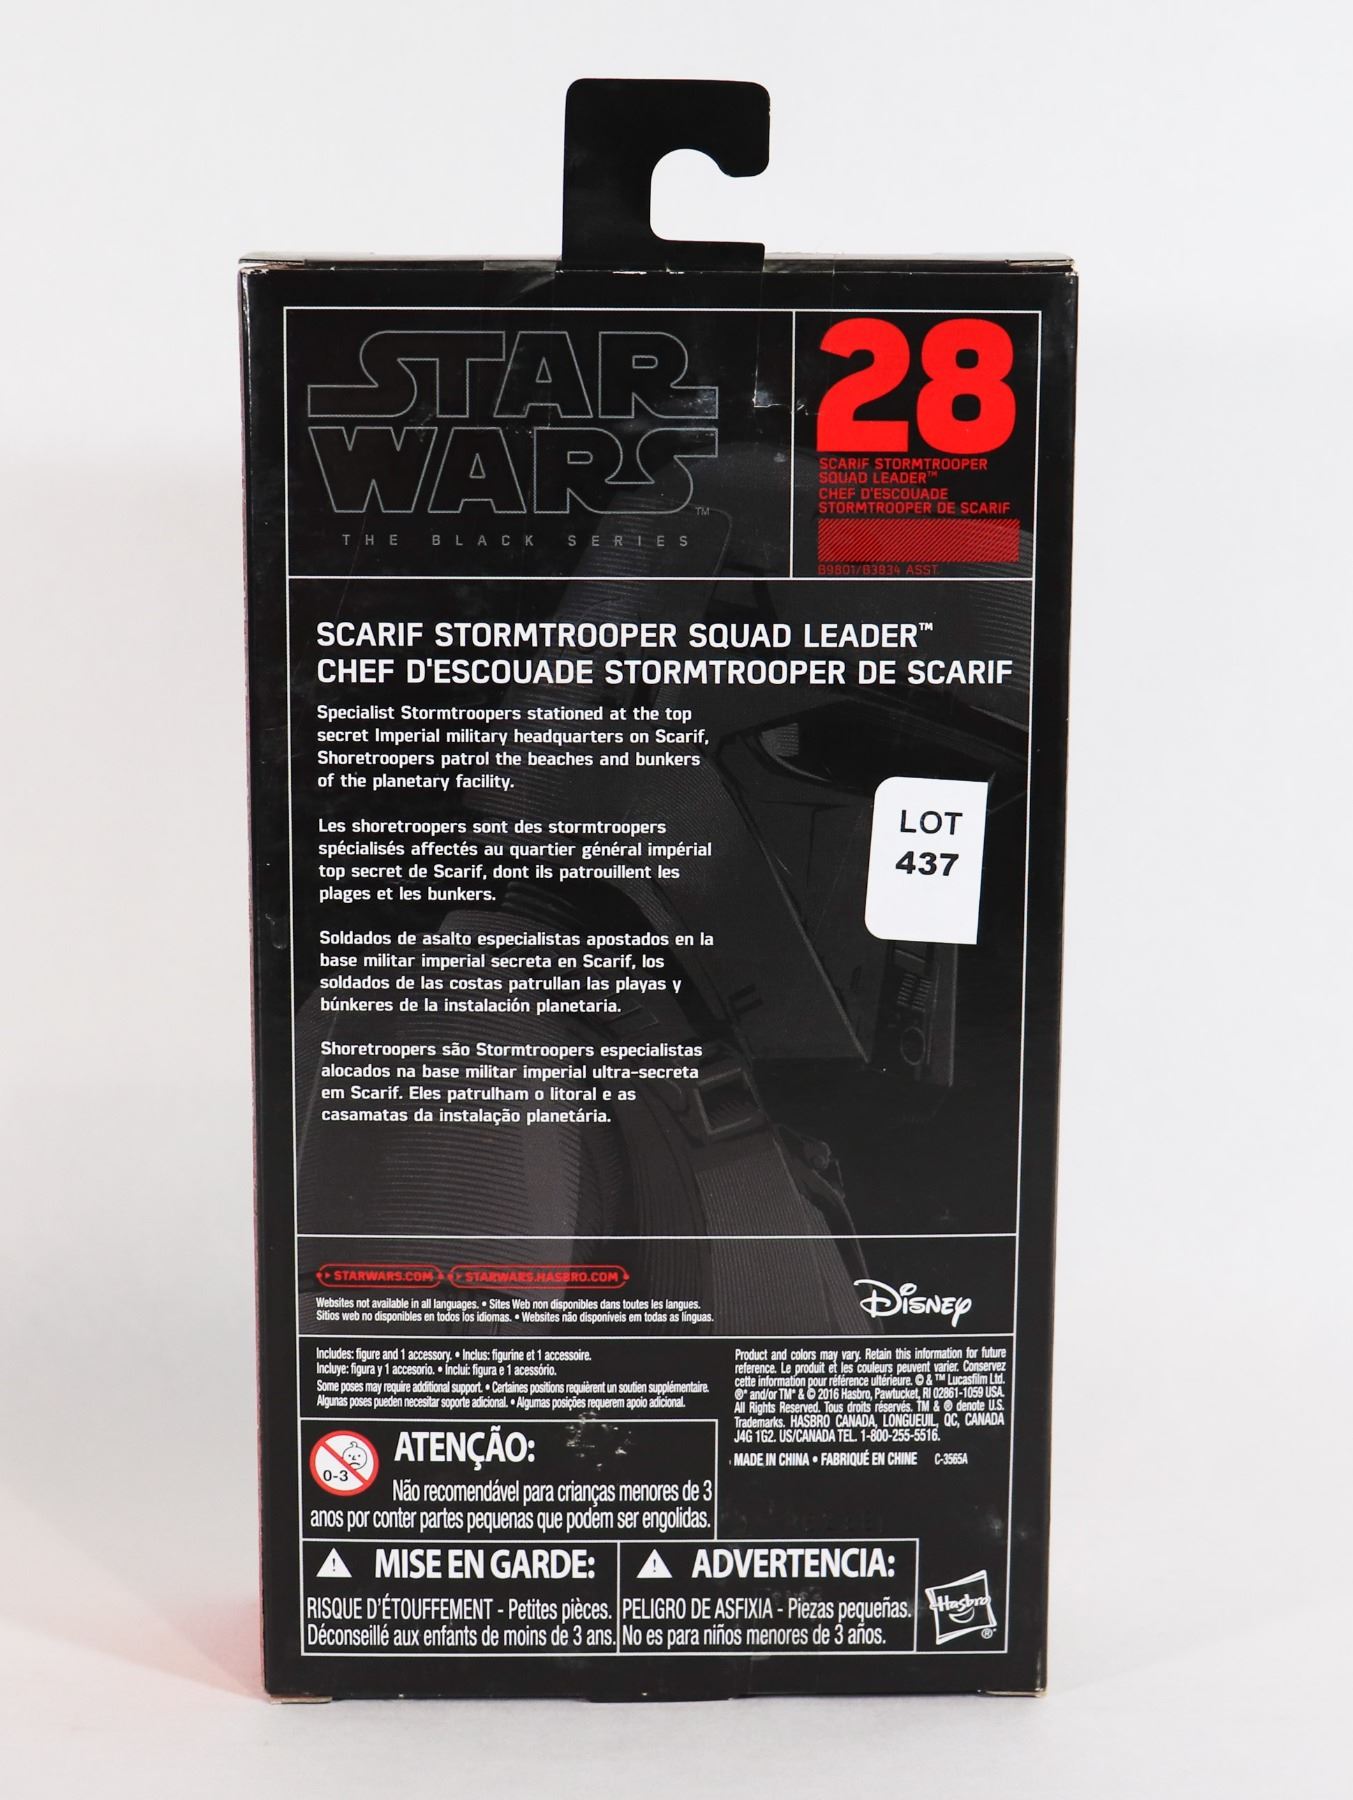 STAR
WARS™
THE BLACK SERIES
28
SCARIF STORMTROOPER
SQUAD LEADER™
CHEF D'ESCOUADE
STORMTROOPER DE SCARIF
B9801/B3834 ASST.
SCARIF STORMTROOPER SQUAD LEADER™
CHEF D'ESCOUADE STORMTROOPER DE SCARIF
Specialist Stormtroopers stationed at the top
secret Imperial military headquarters on Scarif,
Shoretroopers patrol the beaches and bunkers
of the planetary facility.
Les shoretroopers sont des stormtroopers
spécialisés affectés au quartier général impérial
top secret de Scarif, dont ils patrouillent les
plages et les bunkers.
Soldados de asalto especialistas apostados en la
base militar imperial secreta en Scarif, los
soldados de las costas patrullan las playas y
búnkeres de la instalación planetaria.
Shoretroopers são Stormtroopers especialistas
alocados na base militar imperial ultra-secreta
em Scarif. Eles patrulham o litoral e as
casamatas da instalação planetária.
LOT
437
STARWARS.COM STARWARS.HASBRO.COM
Websites not available in all languages. • Sites Web non disponibles dans toutes les langues.
Sitios web no disponibles en todos los idiomas. • Websites não disponíveis em todas as línguas.
Disney
Includes: figure and 1 accessory. • Inclus: figurine et 1 accessoire.
Incluye: figura y 1 accesorio. • Inclui: figura e 1 acessório.
Some poses may require additional support. • Certaines positions requièrent un soutien supplémentaire.
Algunas poses pueden necesitar soporte adicional. • Algumas posições requerem apoio adicional.
Product and colors may vary. Retain this information for future
reference. Le produit et les couleurs peuvent varier. Conservez
cette information pour référence ultérieure. © & ™ Lucasfilm Ltd.
®* and/or TM* & © 2016 Hasbro, Pawtucket, RI 02861-1059 USA.
All Rights Reserved. Tous droits réservés. TM & ® denote U.S.
Trademarks. HASBRO CANADA, LONGUEUIL, QC, CANADA
J4G 1G2. US/CANADA TEL. 1-800-255-5516.
MADE IN CHINA • FABRIQUÉ EN CHINE C-3565A
0-3
ATENÇÃO:
Não recomendável para crianças menores de 3
anos por conter partes pequenas que podem ser engolidas.
MISE EN GARDE:
RISQUE D'ÉTOUFFEMENT - Petites pièces.
Déconseillé aux enfants de moins de 3 ans.
ADVERTENCIA:
PELIGRO DE ASFIXIA - Piezas pequeñas.
No es para niños menores de 3 años.
Hasbro
®